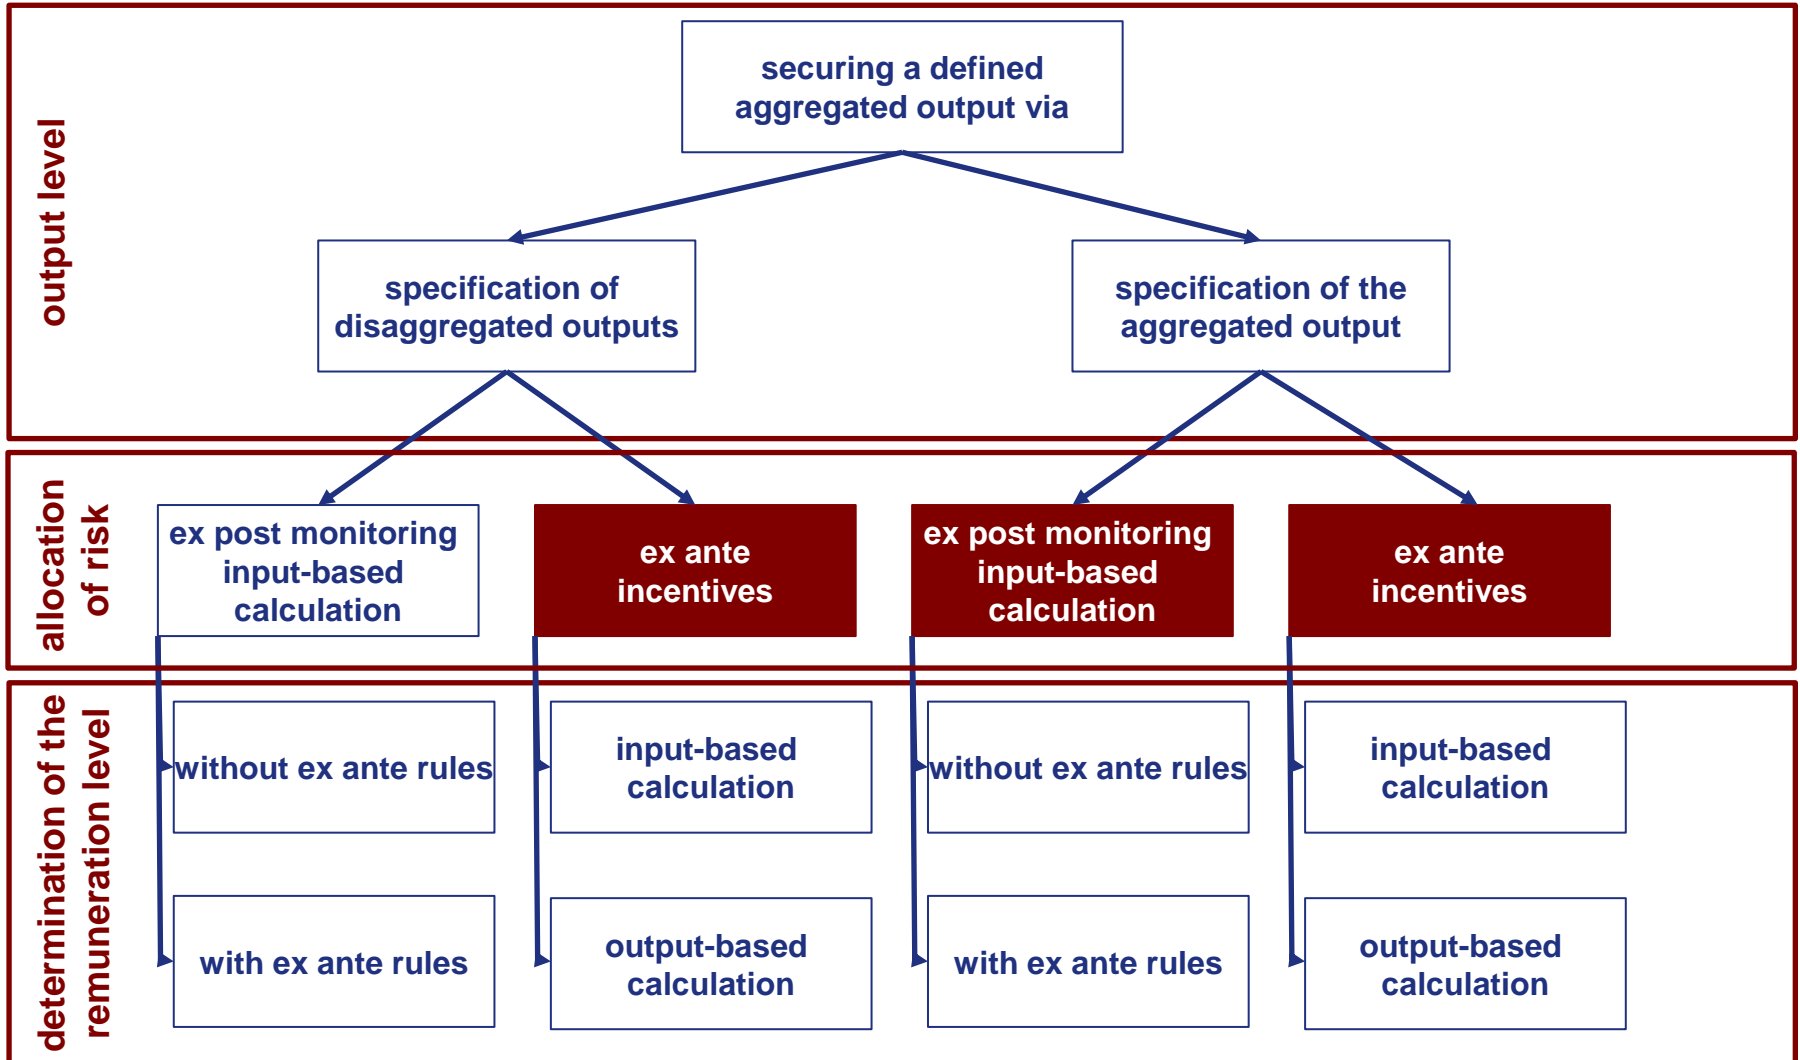 output level
securing a defined
aggregated output via
specification of
disaggregated outputs
specification of the
aggregated output
allocation
of risk
ex post monitoring
input-based
calculation
ex ante
incentives
ex post monitoring
input-based
calculation
ex ante
incentives
determination of the
remuneration level
without ex ante rules
input-based
calculation
without ex ante rules
input-based
calculation
with ex ante rules
output-based
calculation
with ex ante rules
output-based
calculation